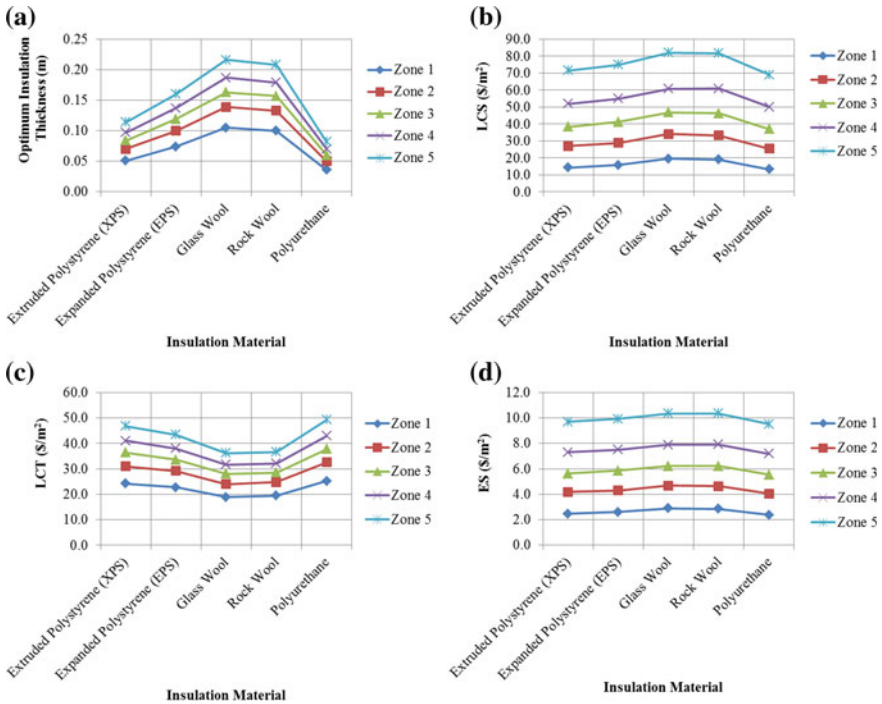 (a)
Optimum Insulation
Thickness (m)
0.25
0.20
0.15
0.10
0.05
0.00
Extruded Polystyrene (XPS)
Expanded Polystyrene (EPS)
Glass Wool
Rock Wool
Polyurethane
Insulation Material
Zone 1
Zone 2
Zone 3
Zone 4
Zone 5
(b)
LCS ($/m²)
90.0
80.0
70.0
60.0
50.0
40.0
30.0
20.0
10.0
0.0
Extruded Polystyrene (XPS)
Expanded Polystyrene (EPS)
Glass Wool
Rock Wool
Polyurethane
Insulation Material
Zone 1
Zone 2
Zone 3
Zone 4
Zone 5
(c)
LCT ($/m²)
60.0
50.0
40.0
30.0
20.0
10.0
0.0
Extruded Polystyrene (XPS)
Expanded Polystyrene (EPS)
Glass Wool
Rock Wool
Polyurethane
Insulation Material
Zone 1
Zone 2
Zone 3
Zone 4
Zone 5
(d)
ES ($/m²)
12.0
10.0
8.0
6.0
4.0
2.0
0.0
Extruded Polystyrene (XPS)
Expanded Polystyrene (EPS)
Glass Wool
Rock Wool
Polyurethane
Insulation Material
Zone 1
Zone 2
Zone 3
Zone 4
Zone 5